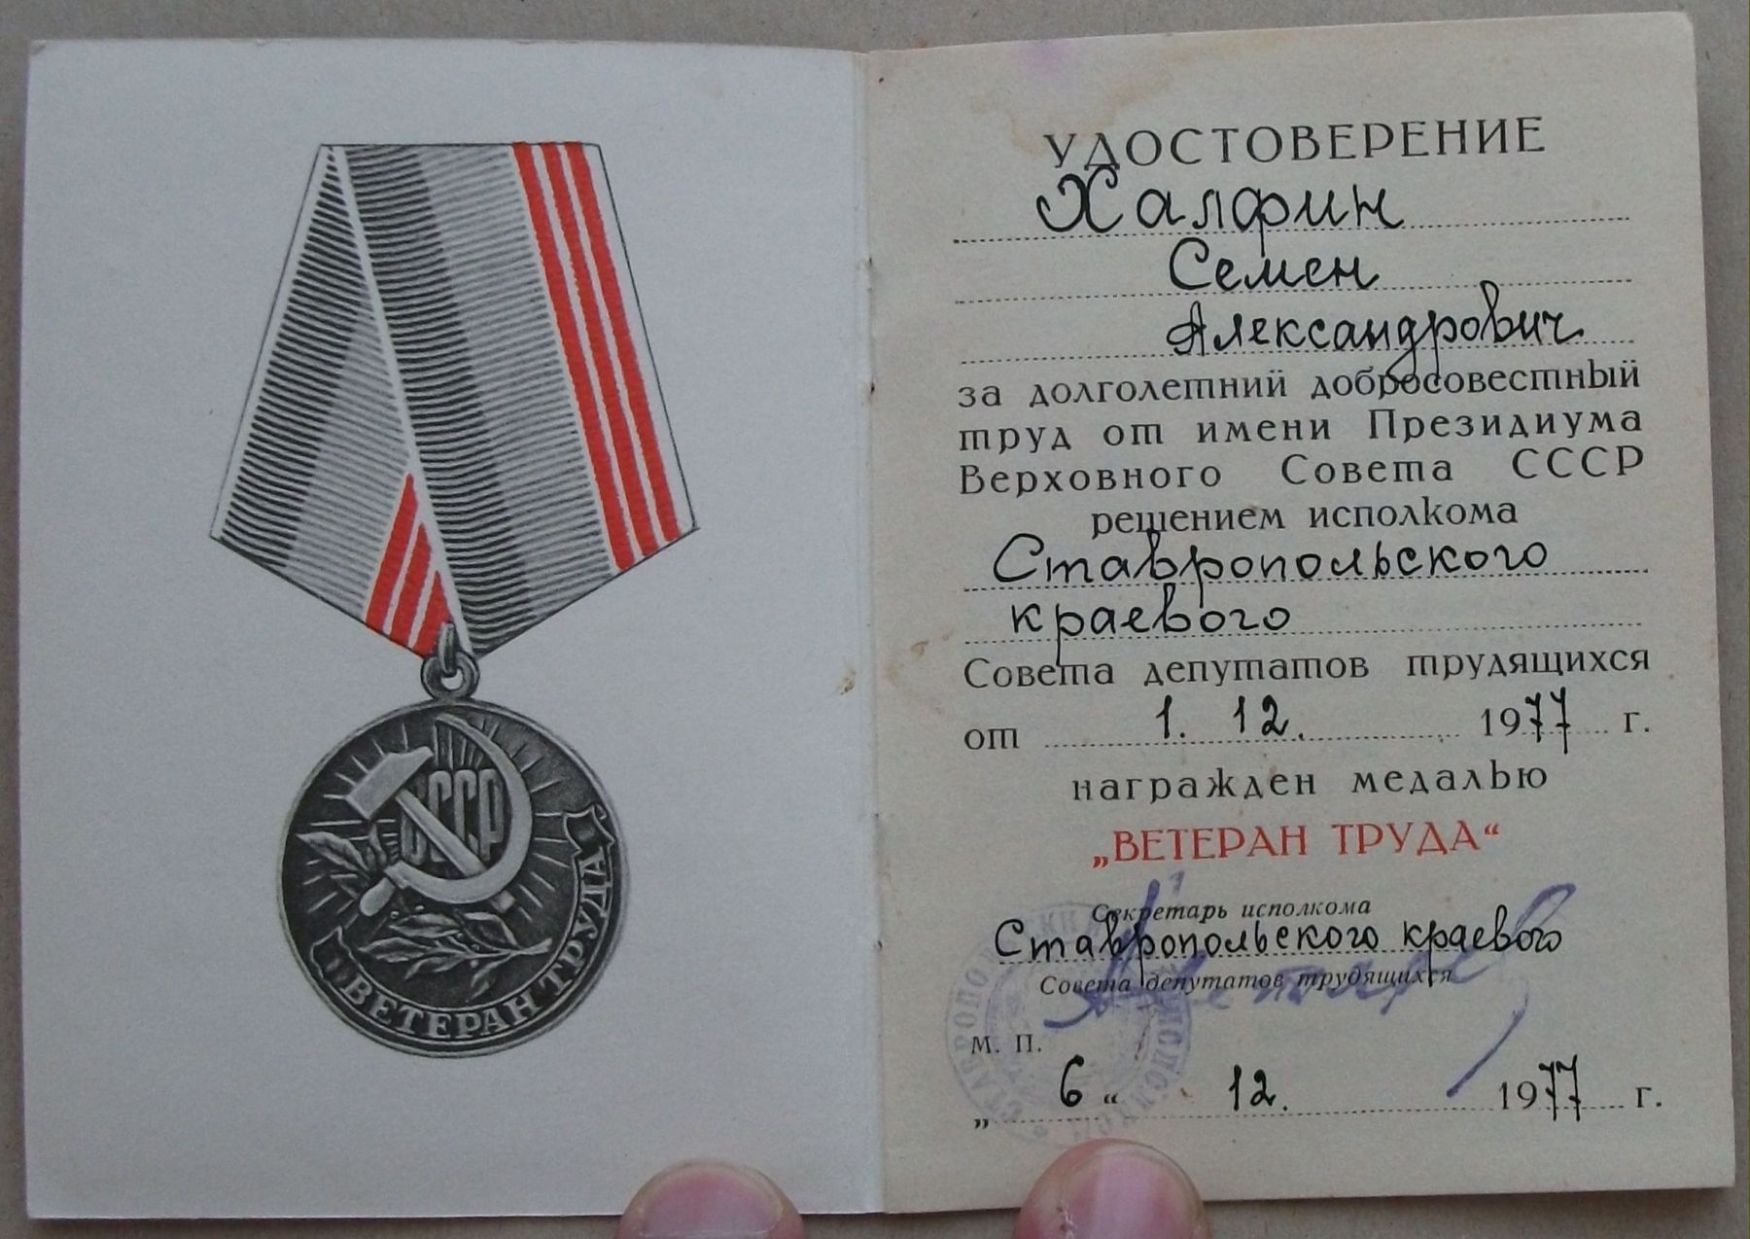 СССР
ВЕТЕРАН ТРУДА
УДОСТОВЕРЕНИЕ
Халфин
Семен
Александрович
за долголетний добросовестный
труд от имени Президиума
Верховного Совета СССР
решением исполкома
Ставропольского
краевого
Совета депутатов трудящихся
от 1. 12. 1977 г.
награжден медалью
„ВЕТЕРАН ТРУДА“
Секретарь исполкома
Ставропольского краевого
Совета депутатов трудящихся
М. П.
„ 6 “ 12. 1977 г.